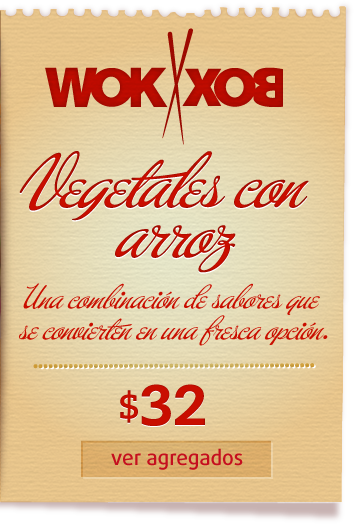 WOK BOX
Vegetales con
arroz
Una combinación de sabores que
se convierten en una fresca opción.
$32
ver agregados